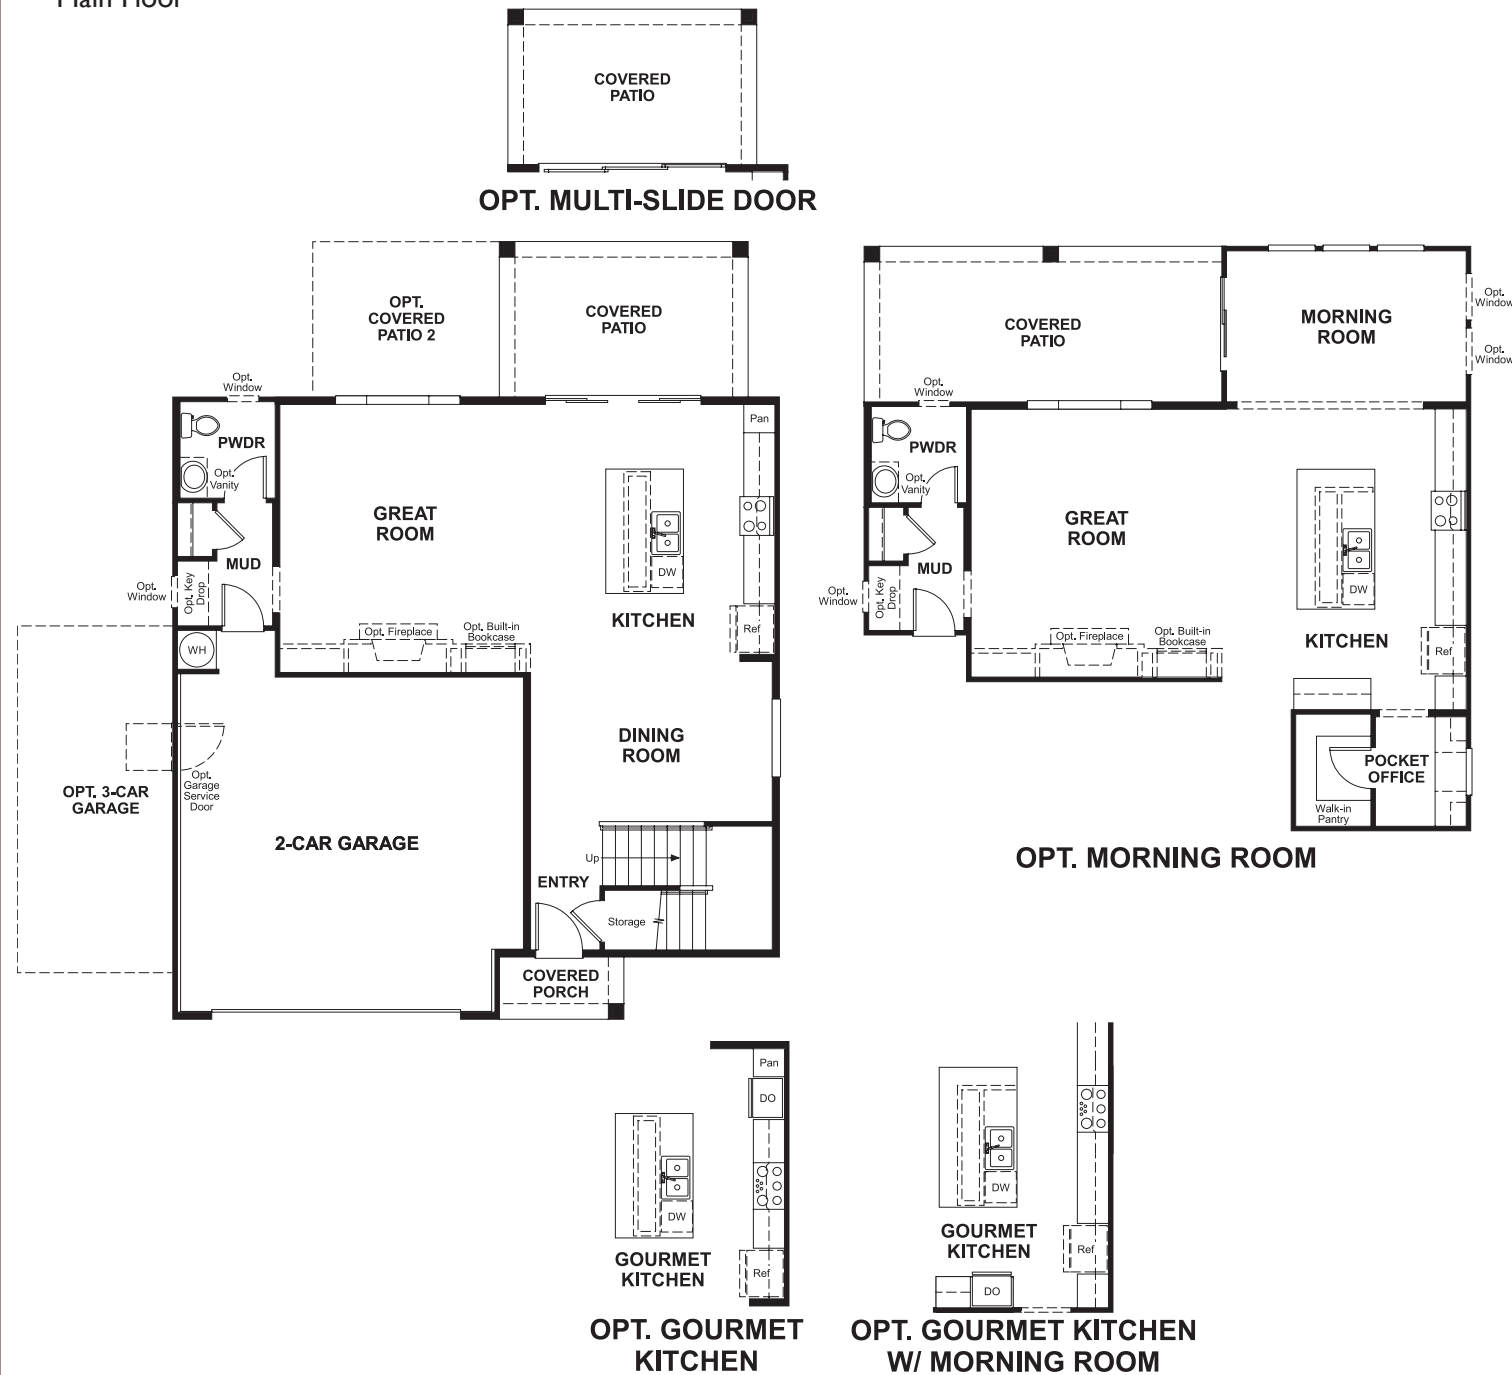 Main Floor
COVERED
PATIO
OPT. MULTI-SLIDE DOOR
OPT.
COVERED
PATIO 2
COVERED
PATIO
Opt.
Window
PWDR
Opt.
Vanity
Pan
GREAT
ROOM
MUD
Opt.
Window
Opt. Key
Drop
DW
KITCHEN
Opt. Fireplace
Opt. Built-in
Bookcase
Ref
WH
DINING
ROOM
Opt.
Garage
Service
Door
OPT. 3-CAR
GARAGE
2-CAR GARAGE
Up
ENTRY
Storage
COVERED
PORCH
COVERED
PATIO
MORNING
ROOM
Opt.
Window
Opt.
Window
Opt.
Window
PWDR
Opt.
Vanity
GREAT
ROOM
MUD
Opt.
Window
Opt. Key
Drop
DW
KITCHEN
Opt. Fireplace
Opt. Built-in
Bookcase
Ref
POCKET
OFFICE
Walk-in
Pantry
OPT. MORNING ROOM
Pan
DO
DW
GOURMET
KITCHEN
Ref
OPT. GOURMET
KITCHEN
DW
GOURMET
KITCHEN
Ref
DO
OPT. GOURMET KITCHEN
W/ MORNING ROOM